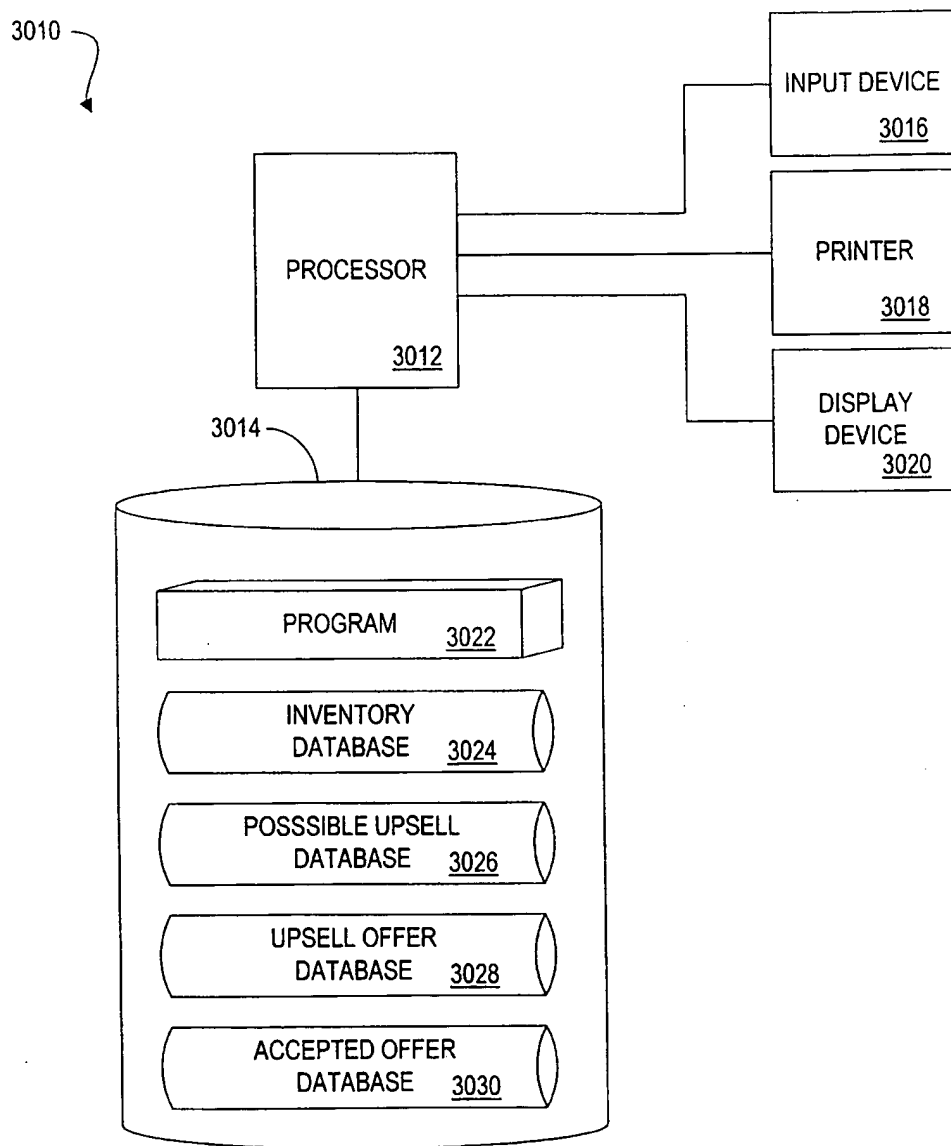 3010
INPUT DEVICE
3016
PROCESSOR
3012
PRINTER
3018
DISPLAY
DEVICE
3020
3014
PROGRAM
3022
INVENTORY
DATABASE
3024
POSSSIBLE UPSELL
DATABASE
3026
UPSELL OFFER
DATABASE
3028
ACCEPTED OFFER
DATABASE
3030